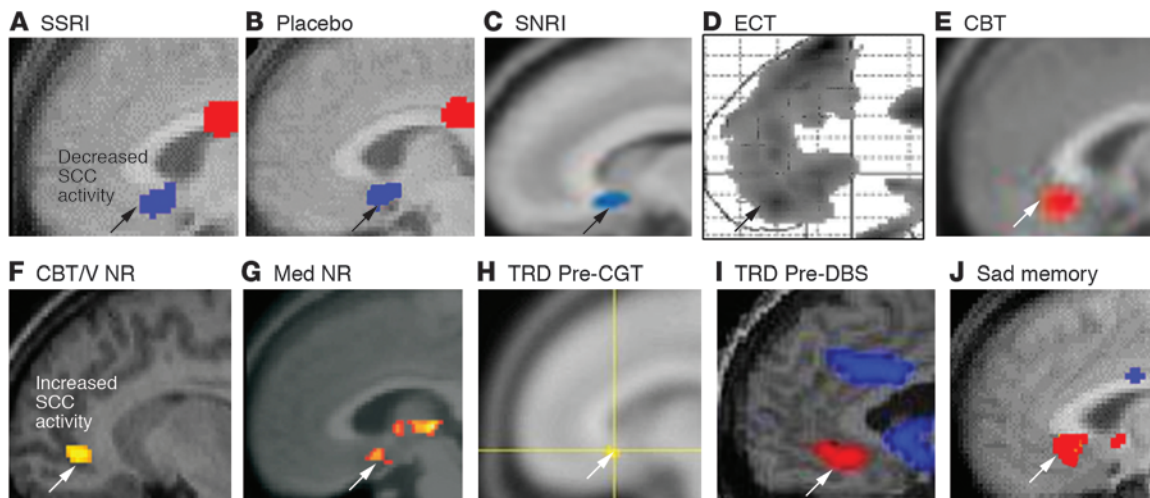 A SSRI
B Placebo
C SNRI
D ECT
E CBT
Decreased
SCC
activity
F CBT/V NR
G Med NR
H TRD Pre-CGT
I TRD Pre-DBS
J Sad memory
Increased
SCC
activity